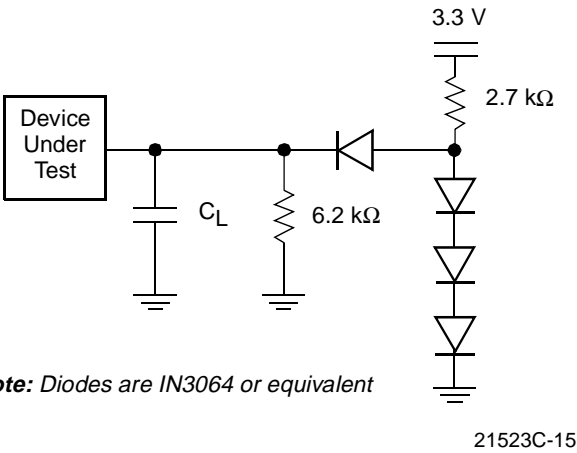 3.3 V
2.7 kΩ
Device
Under
Test
CL
6.2 kΩ
ote: Diodes are IN3064 or equivalent
21523C-15